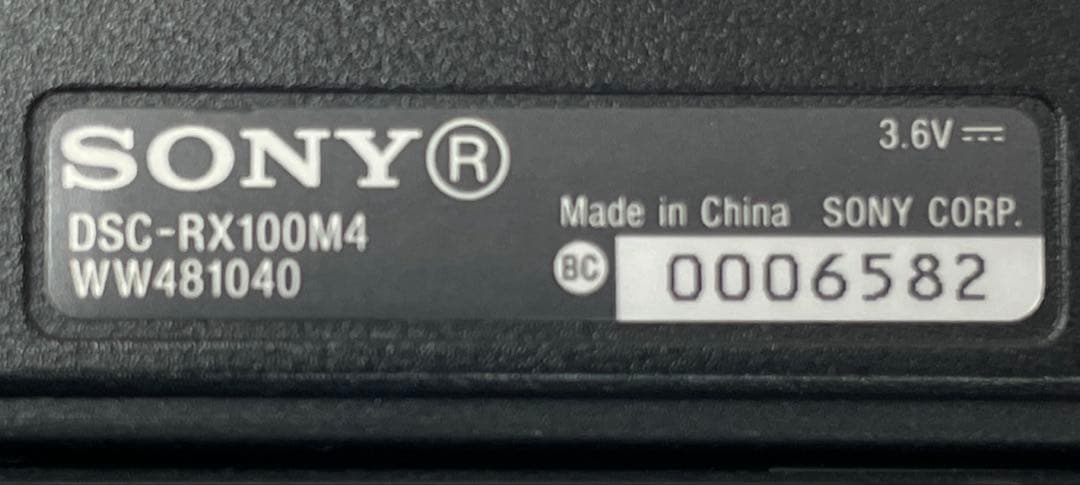 SONY®
DSC-RX100M4
WW481040
3.6V ⎓
Made in China SONY CORP.
BC 0006582